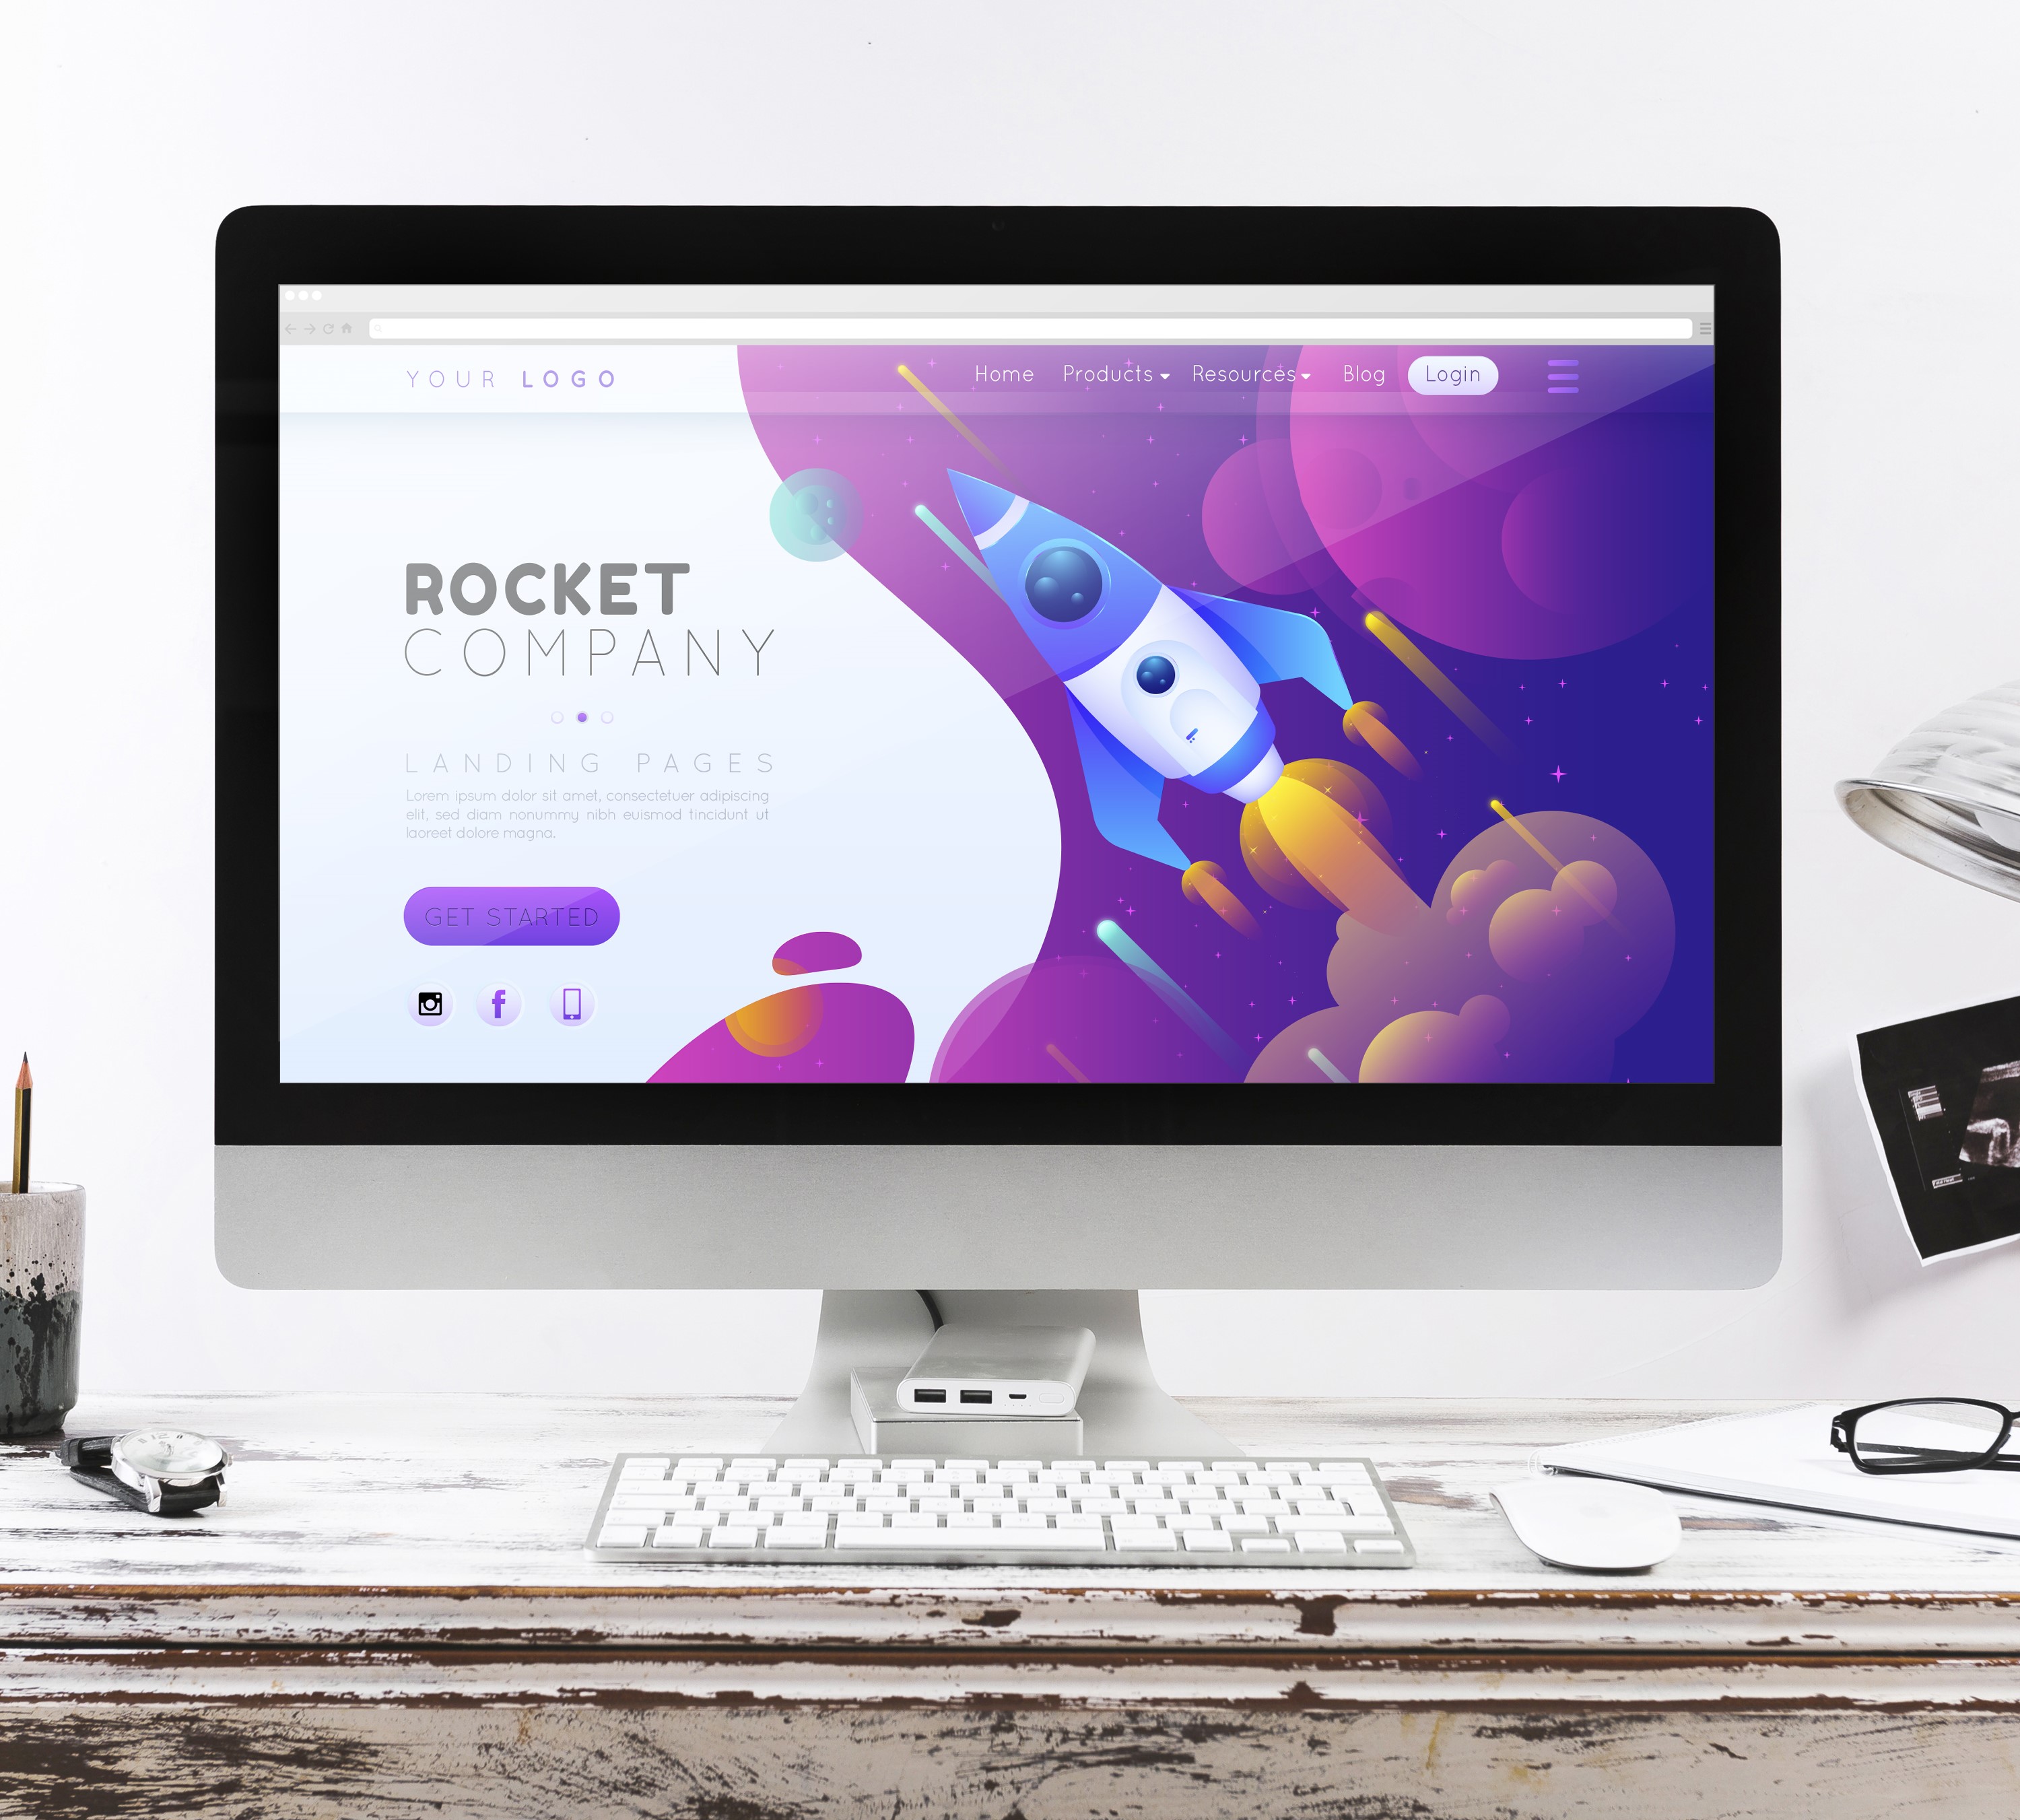 YOUR LOGO
Home Products Resources Blog Login
ROCKET
COMPANY
LANDING PAGES
Lorem ipsum dolor sit amet, consectetuer adipiscing
elit, sed diam nonummy nibh euismod tincidunt ut
laoreet dolore magna.
GET STARTED
f
12